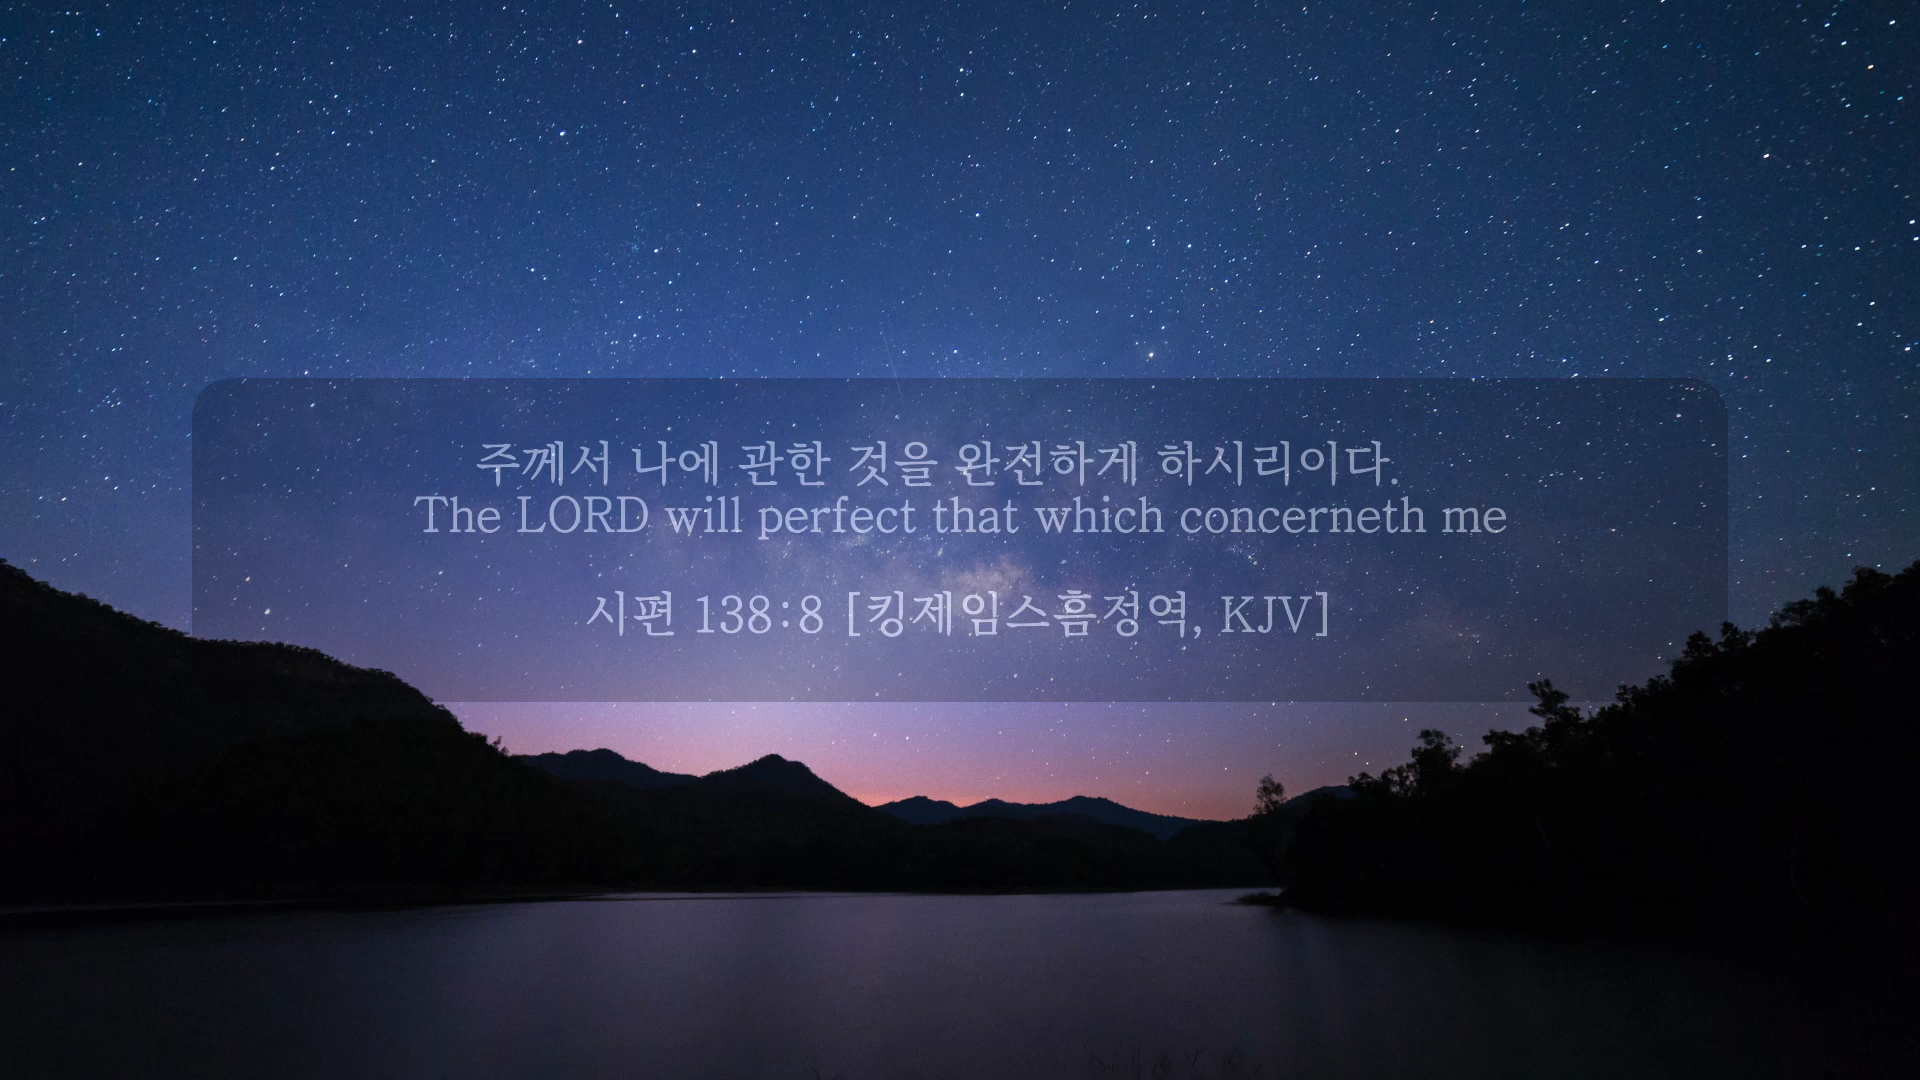 주께서 나에 관한 것을 완전하게 하시리이다.
The LORD will perfect that which concerneth me
시편 138:8 [킹제임스흠정역, KJV]